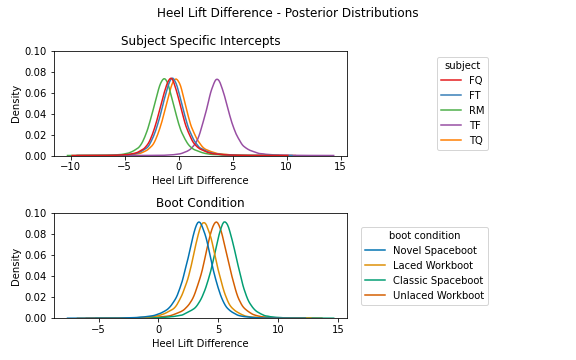 Heel Lift Difference - Posterior Distributions
Subject Specific Intercepts
0.10
0.08
0.06
0.04
0.02
0.00
Density
−10 −5 0 5 10 15
Heel Lift Difference
subject
FQ
FT
RM
TF
TQ
Boot Condition
0.10
0.08
0.06
0.04
0.02
0.00
Density
−5 0 5 10 15
Heel Lift Difference
boot condition
Novel Spaceboot
Laced Workboot
Classic Spaceboot
Unlaced Workboot